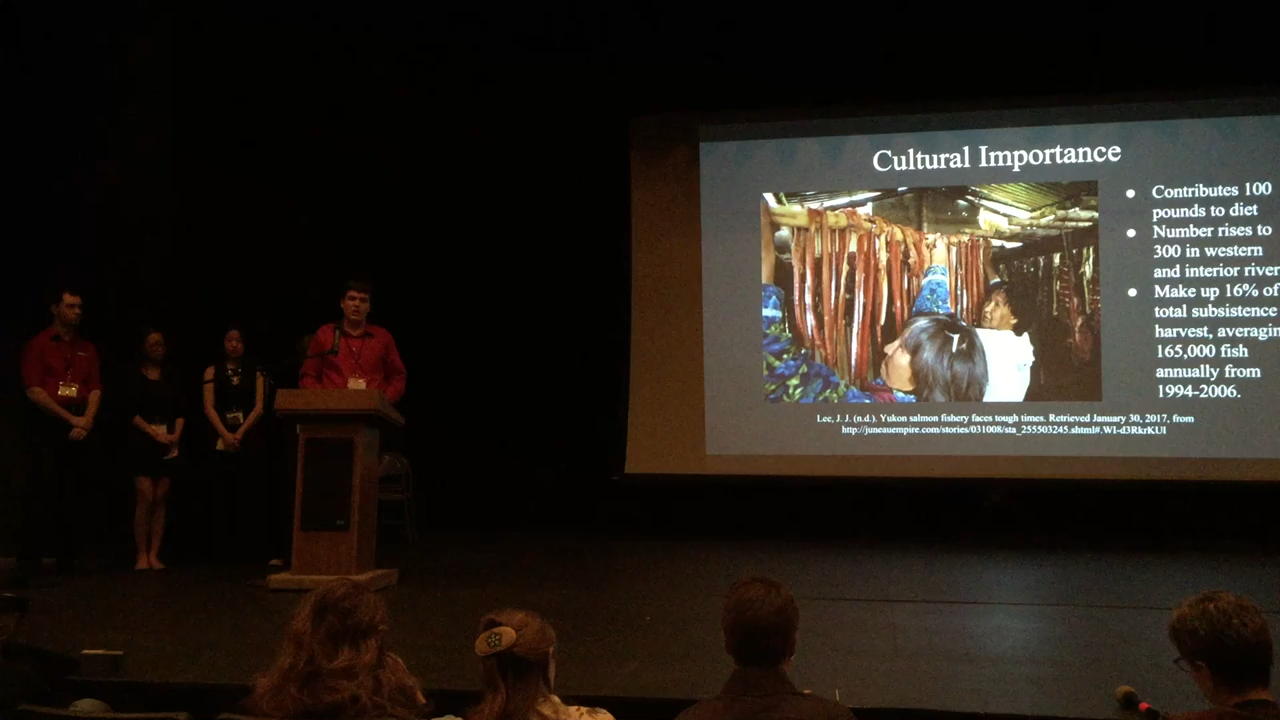 Cultural Importance
● Contributes 100
pounds to diet
● Number rises to
300 in western
and interior river
● Make up 16% of
total subsistence
harvest, averagin
165,000 fish
annually from
1994-2006.
Lee, J. J. (n.d.). Yukon salmon fishery faces tough times. Retrieved January 30, 2017, from
http://juneauempire.com/stories/031008/sta_255503245.shtml#.WI-d3RkrKUI